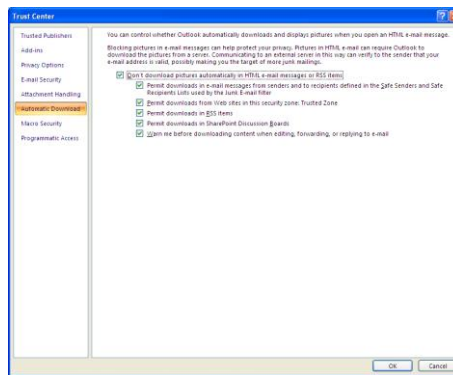 Trust Center
Trusted Publishers
Add-ins
Privacy Options
E-mail Security
Attachment Handling
Automatic Download
Macro Security
Programmatic Access
You can control whether Outlook automatically downloads and displays pictures when you open an HTML e-mail message.
Blocking pictures in e-mail messages can help protect your privacy. Pictures in HTML e-mail can require Outlook to
download the pictures from a server. Communicating to an external server in this way can verify to the sender that your
e-mail address is valid, possibly making you the target of more junk mailings.
Don't download pictures automatically in HTML e-mail messages or RSS items
Permit downloads in e-mail messages from senders and to recipients defined in the Safe Senders and Safe
Recipients Lists used by the Junk E-mail filter
Permit downloads from Web sites in this security zone: Trusted Zone
Permit downloads in RSS items
Permit downloads in SharePoint Discussion Boards
Warn me before downloading content when editing, forwarding, or replying to e-mail
OK
Cancel